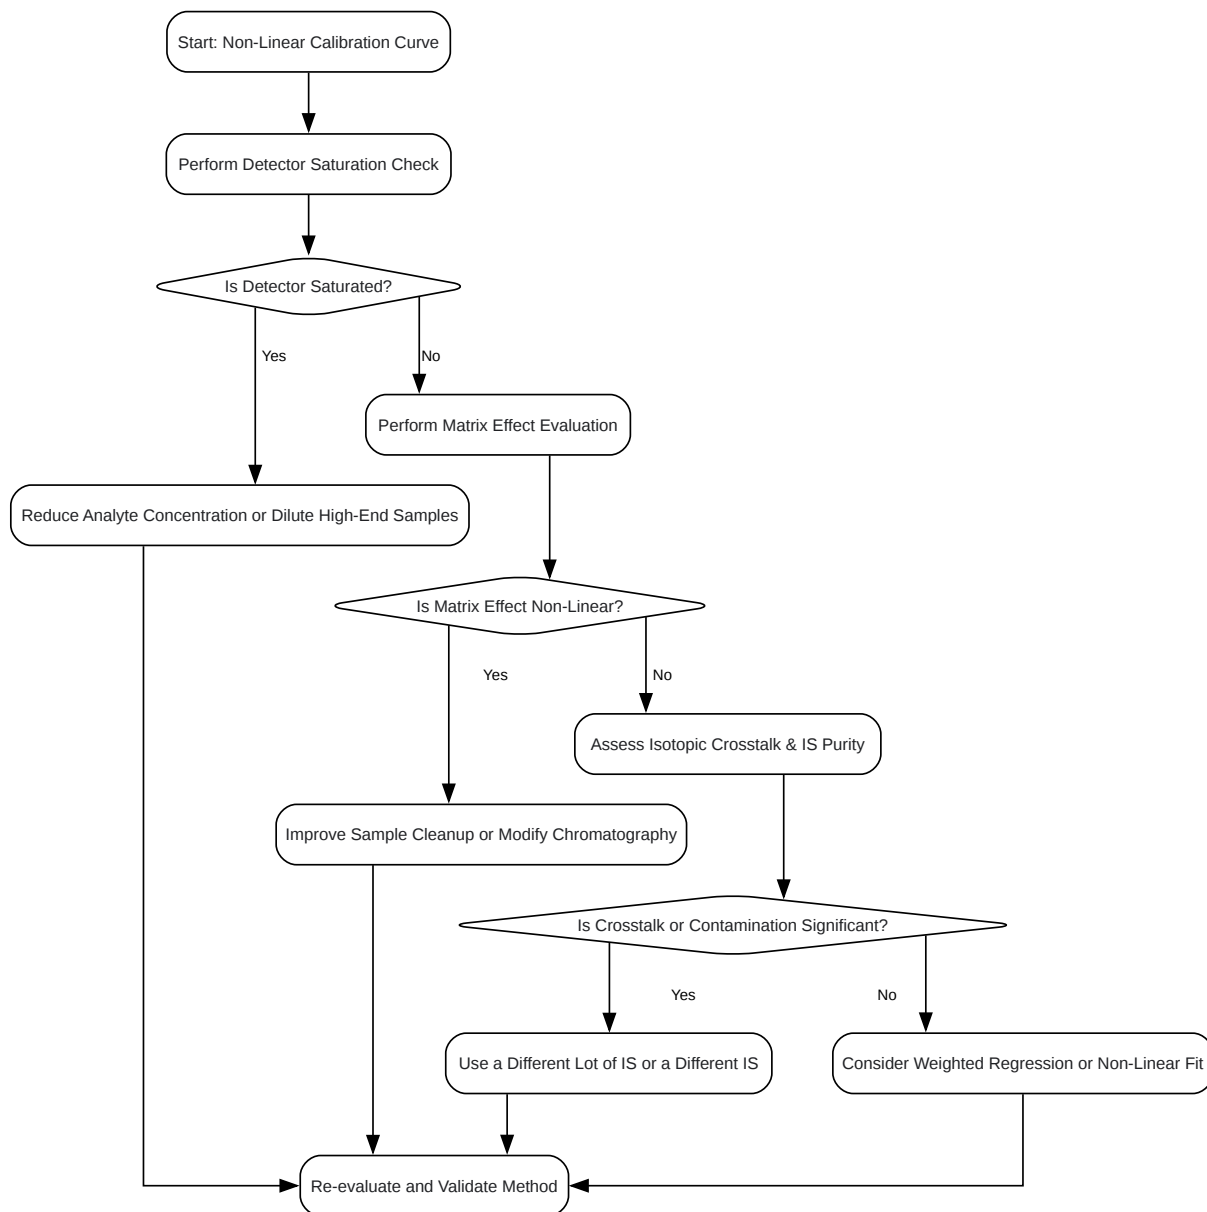 Start: Non-Linear Calibration Curve
Perform Detector Saturation Check
Is Detector Saturated?
Yes
No
Perform Matrix Effect Evaluation
Reduce Analyte Concentration or Dilute High-End Samples
Is Matrix Effect Non-Linear?
Yes
No
Assess Isotopic Crosstalk & IS Purity
Improve Sample Cleanup or Modify Chromatography
Is Crosstalk or Contamination Significant?
Yes
No
Use a Different Lot of IS or a Different IS
Consider Weighted Regression or Non-Linear Fit
Re-evaluate and Validate Method